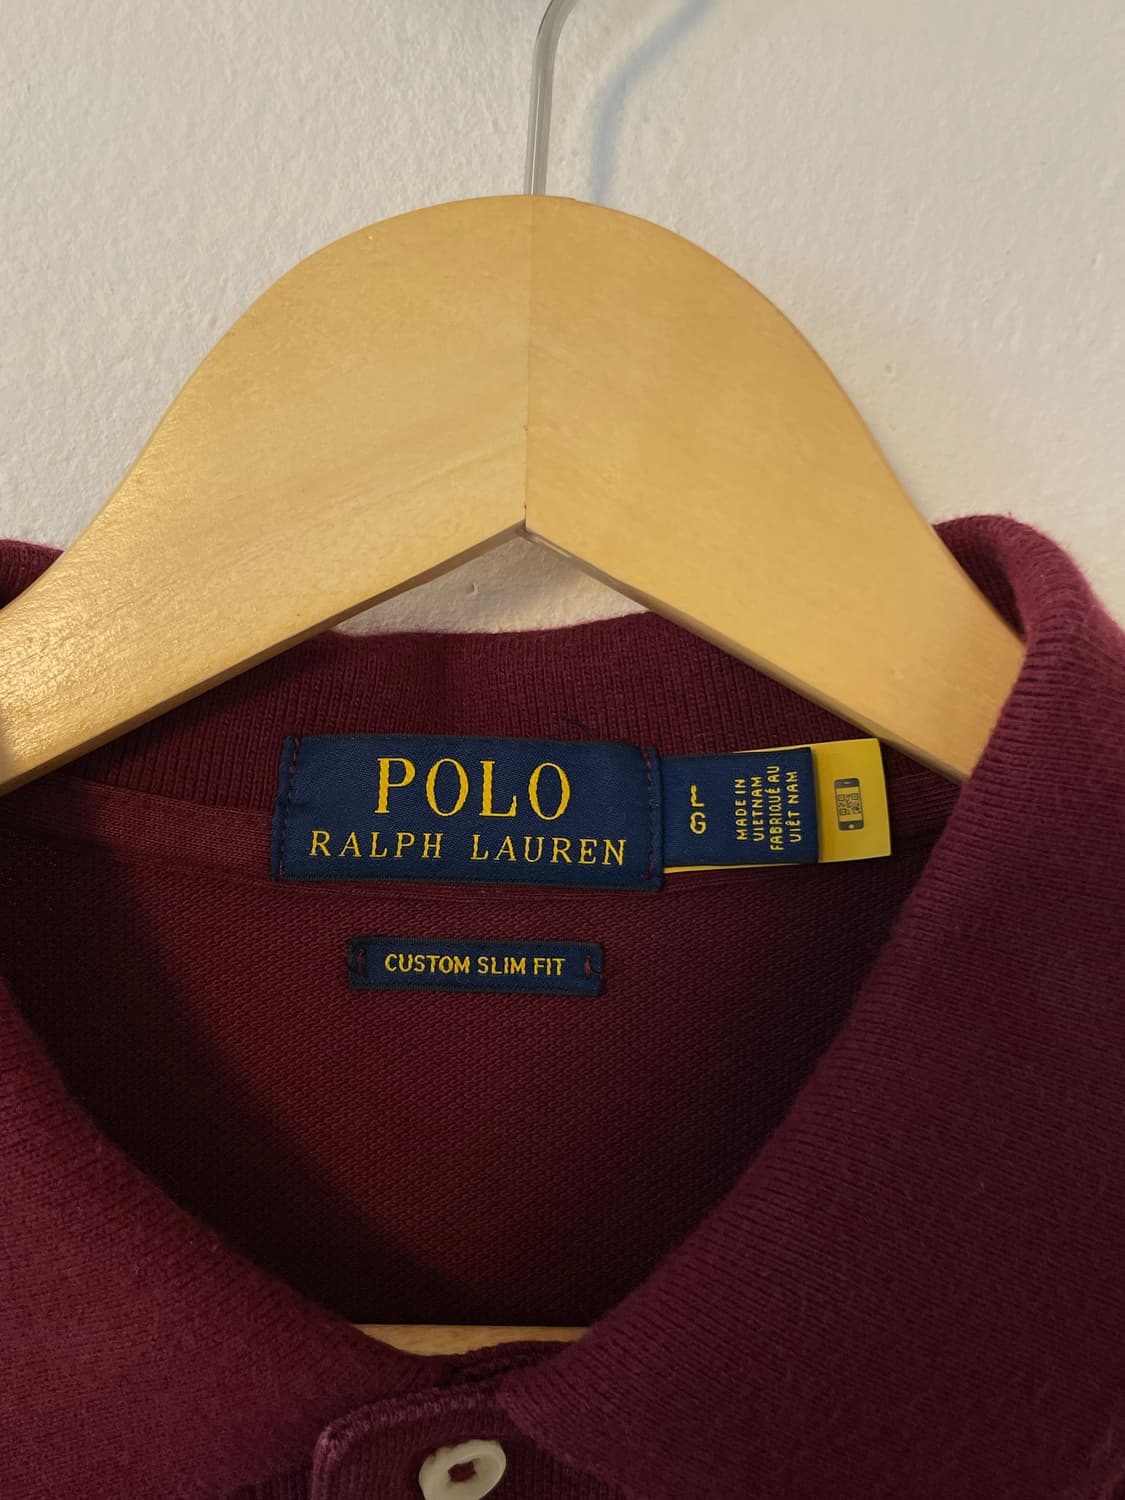 POLO
RALPH LAUREN
L
G
MADE IN
VIETNAM
FABRIQUÉ AU
VIÊT NAM
CUSTOM SLIM FIT